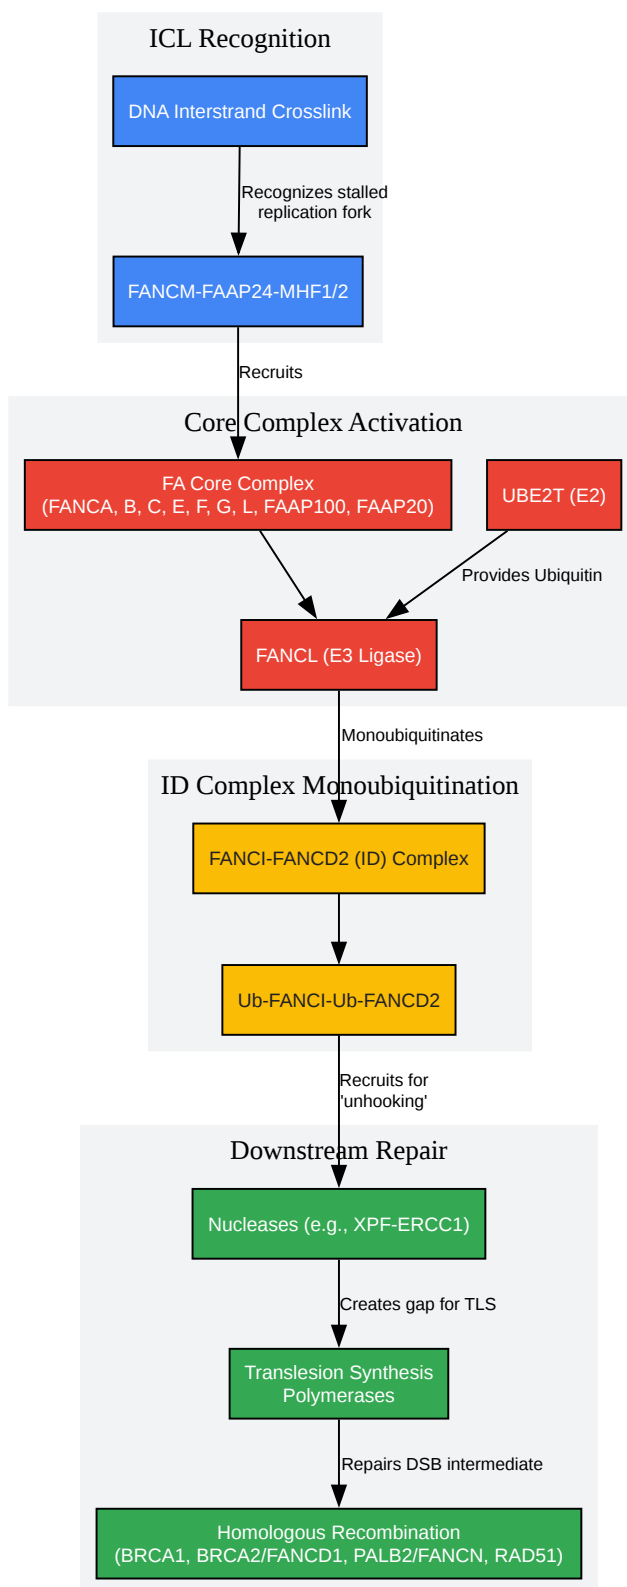 ICL Recognition
DNA Interstrand Crosslink
Recognizes stalled
replication fork
FANCM-FAAP24-MHF1/2
Recruits
Core Complex Activation
FA Core Complex
(FANCA, B, C, E, F, G, L, FAAP100, FAAP20)
UBE2T (E2)
Provides Ubiquitin
FANCL (E3 Ligase)
Monoubiquitinates
ID Complex Monoubiquitination
FANCI-FANCD2 (ID) Complex
Ub-FANCI-Ub-FANCD2
Recruits for
'unhooking'
Downstream Repair
Nucleases (e.g., XPF-ERCC1)
Creates gap for TLS
Translesion Synthesis
Polymerases
Repairs DSB intermediate
Homologous Recombination
(BRCA1, BRCA2/FANCD1, PALB2/FANCN, RAD51)